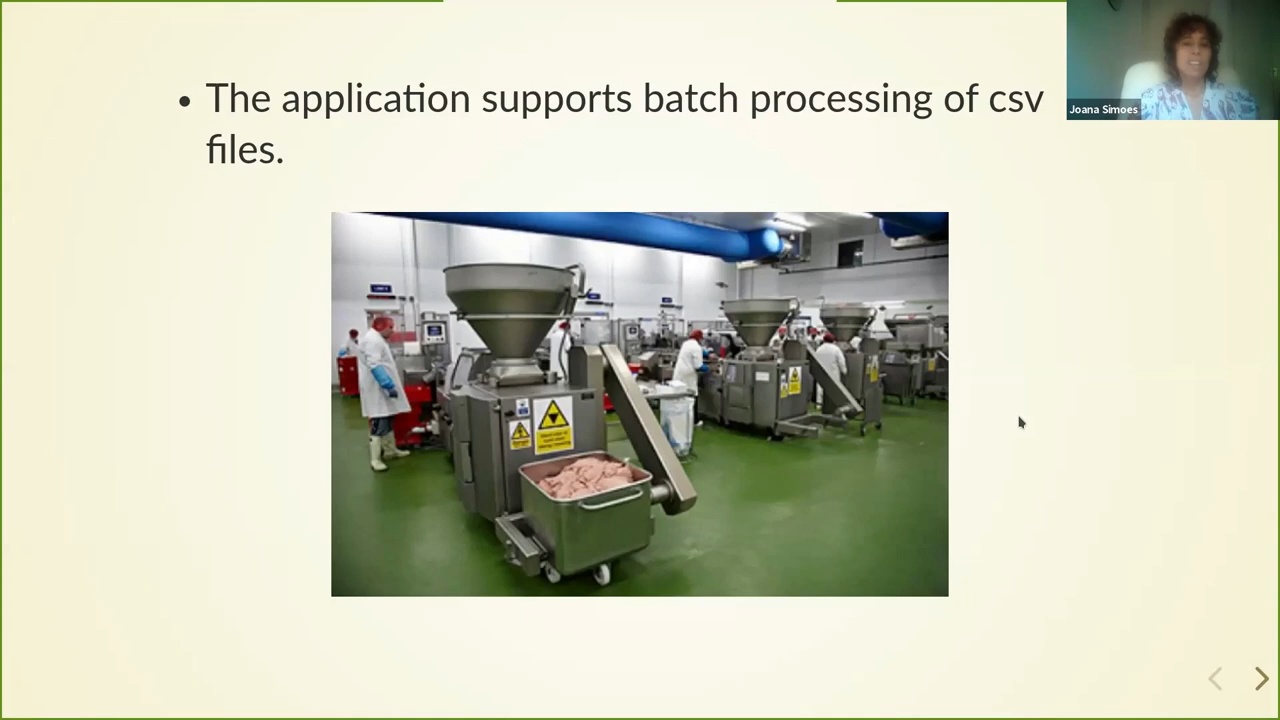 • The application supports batch processing of csv
files.
Joana Simoes